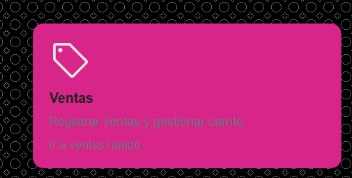 Ventas
Registrar ventas y gestionar carrito
Ir a ventas rápido